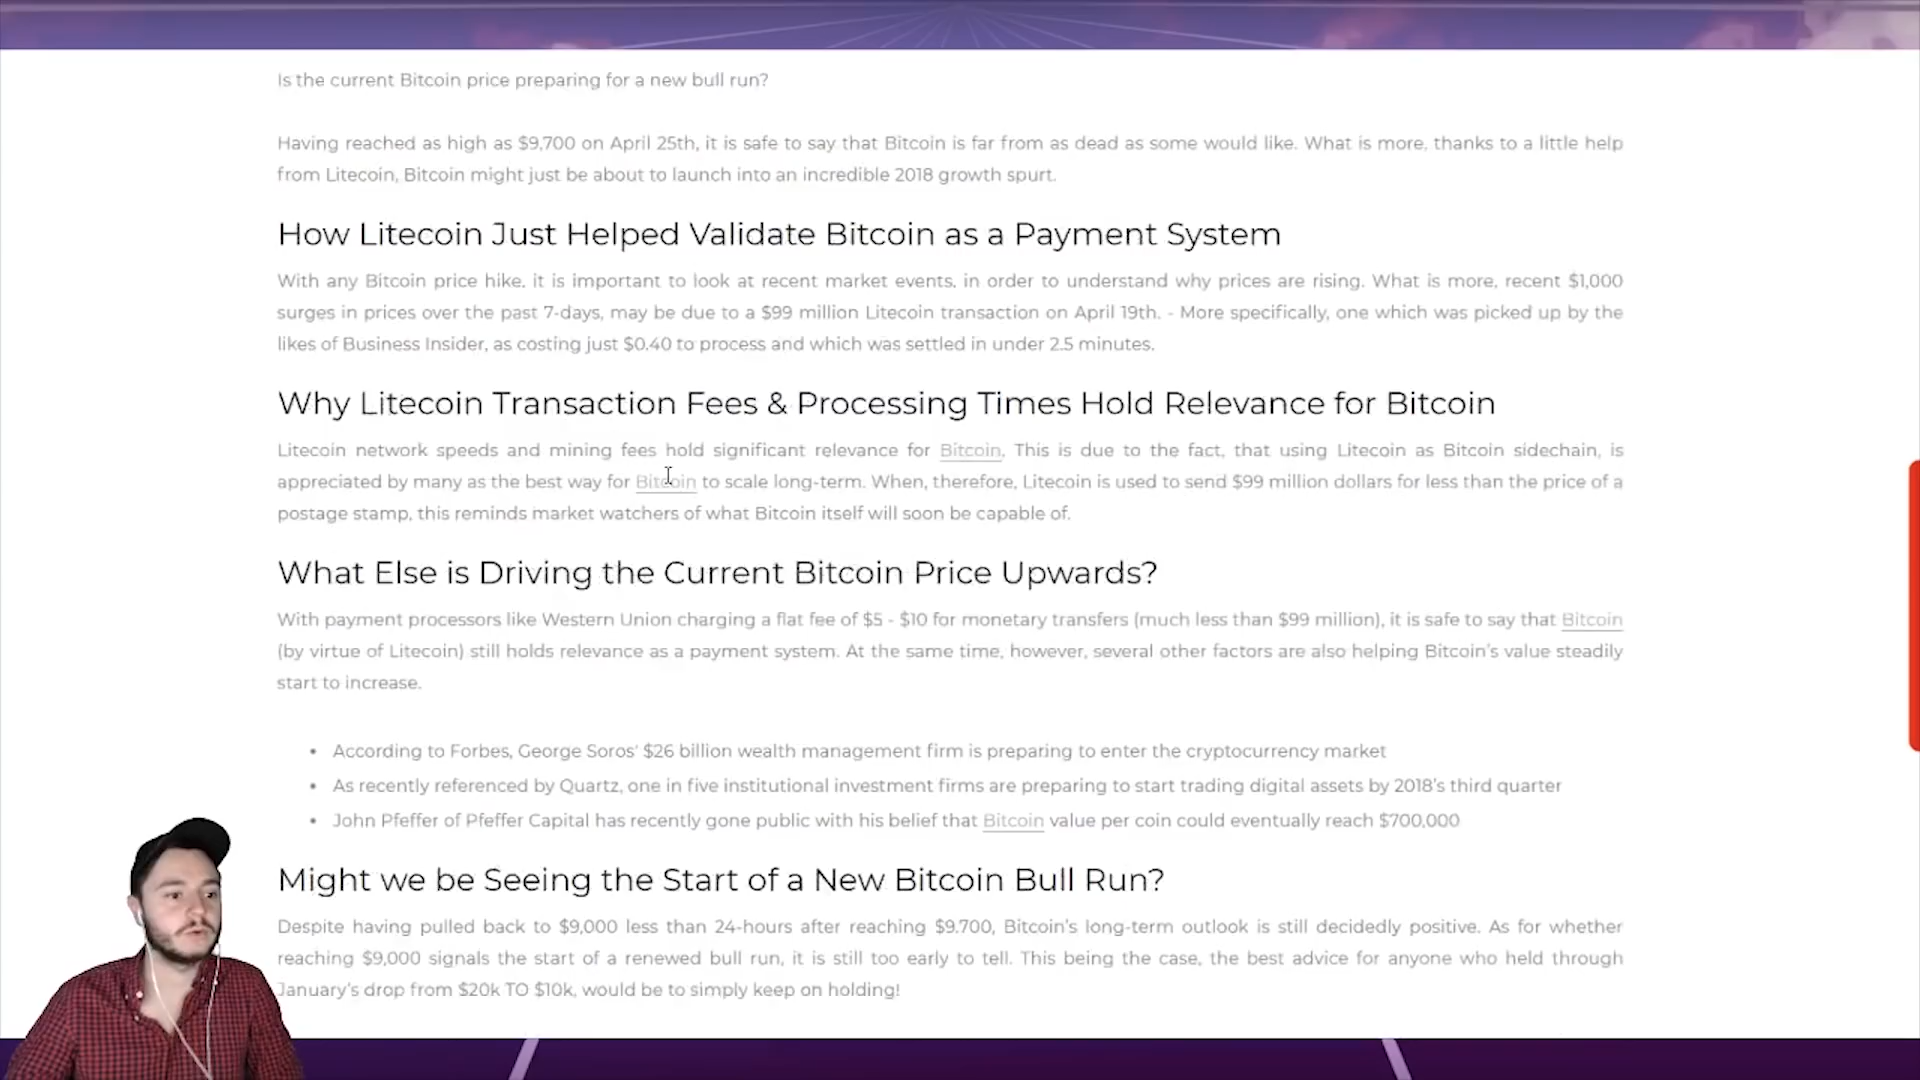 Is the current Bitcoin price preparing for a new bull run?
Having reached as high as $9,700 on April 25th, it is safe to say that Bitcoin is far from as dead as some would like. What is more, thanks to a little help
from Litecoin, Bitcoin might just be about to launch into an incredible 2018 growth spurt.
How Litecoin Just Helped Validate Bitcoin as a Payment System
With any Bitcoin price hike, it is important to look at recent market events, in order to understand why prices are rising. What is more, recent $1,000
surges in prices over the past 7-days, may be due to a $99 million Litecoin transaction on April 19th. - More specifically, one which was picked up by the
likes of Business Insider, as costing just $0.40 to process and which was settled in under 2.5 minutes.
Why Litecoin Transaction Fees & Processing Times Hold Relevance for Bitcoin
Litecoin network speeds and mining fees hold significant relevance for Bitcoin. This is due to the fact, that using Litecoin as Bitcoin sidechain, is
appreciated by many as the best way for Bitcoin to scale long-term. When, therefore, Litecoin is used to send $99 million dollars for less than the price of a
postage stamp, this reminds market watchers of what Bitcoin itself will soon be capable of.
What Else is Driving the Current Bitcoin Price Upwards?
With payment processors like Western Union charging a flat fee of $5 - $10 for monetary transfers (much less than $99 million), it is safe to say that Bitcoin
(by virtue of Litecoin) still holds relevance as a payment system. At the same time, however, several other factors are also helping Bitcoin's value steadily
start to increase.
• According to Forbes, George Soros' $26 billion wealth management firm is preparing to enter the cryptocurrency market
• As recently referenced by Quartz, one in five institutional investment firms are preparing to start trading digital assets by 2018's third quarter
• John Pfeffer of Pfeffer Capital has recently gone public with his belief that Bitcoin value per coin could eventually reach $700,000
Might we be Seeing the Start of a New Bitcoin Bull Run?
Despite having pulled back to $9,000 less than 24-hours after reaching $9.700, Bitcoin's long-term outlook is still decidedly positive. As for whether
reaching $9,000 signals the start of a renewed bull run, it is still too early to tell. This being the case, the best advice for anyone who held through
January's drop from $20k TO $10k, would be to simply keep on holding!